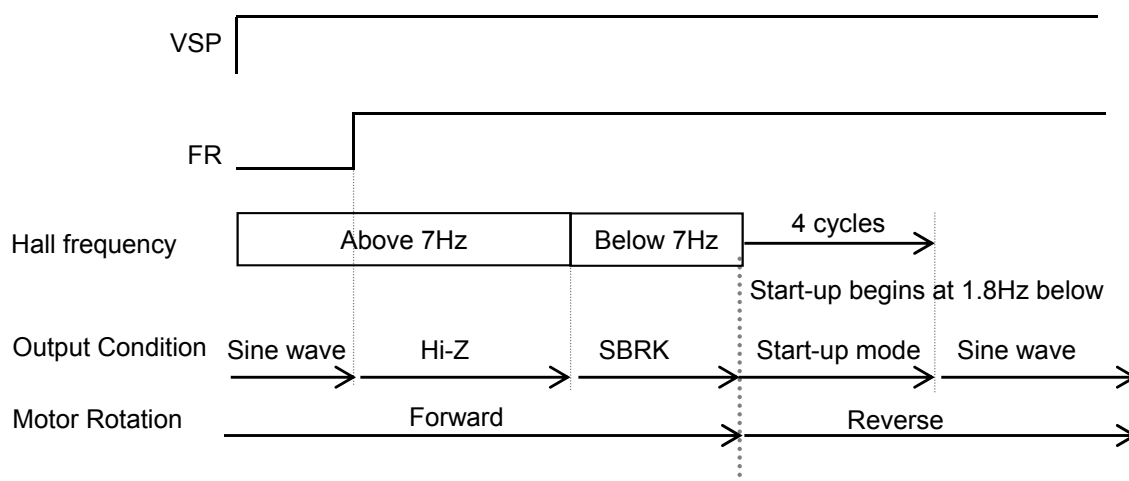 VSP
FR
Hall frequency
Above 7Hz
Below 7Hz
4 cycles
Start-up begins at 1.8Hz below
Output Condition
Sine wave
Hi-Z
SBRK
Start-up mode
Sine wave
Motor Rotation
Forward
Reverse